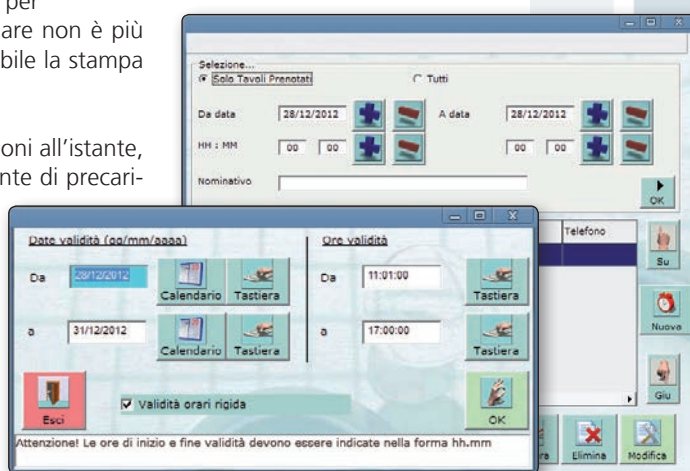 per
are non è più
bile la stampa
oni all'istante,
nte di precari-
Selezione...
Solo Tavoli Prenotati Tutti
Da data 28/12/2012 A data 28/12/2012
HH : MM 00 00 00 00
Nominativo
OK
Telefono
Su
Nuova
Giu
ra Elimina Modifica
Date validità (gg/mm/aaaa) Ore validità
Da 28/12/2012 Calendario Tastiera Da 11:01:00 Tastiera
a 31/12/2012 Calendario Tastiera a 17:00:00 Tastiera
Esci Validità orari rigida OK
Attenzione! Le ore di inizio e fine validità devono essere indicate nella forma hh.mm